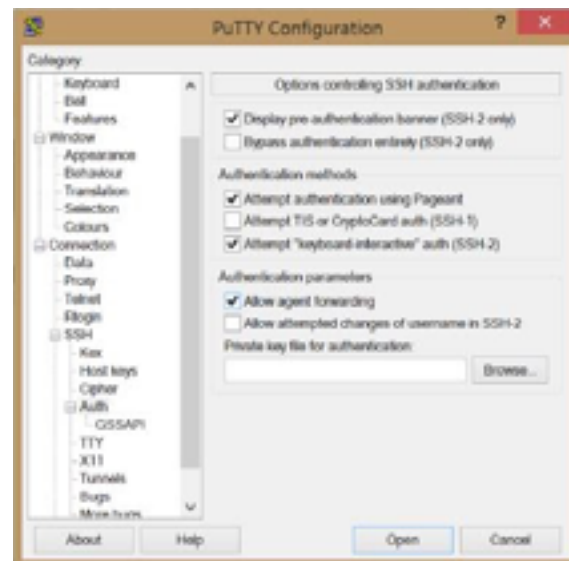 PuTTY Configuration
?
Category:
Keyboard
Bell
Features
Window
Appearance
Behaviour
Translation
Selection
Colours
Connection
Data
Proxy
Telnet
Rlogin
SSH
Kex
Host keys
Cipher
Auth
GSSAPI
TTY
X11
Tunnels
Bugs
More bugs
Options controlling SSH authentication
Display pre-authentication banner (SSH-2 only)
Bypass authentication entirely (SSH-2 only)
Authentication methods
Attempt authentication using Pageant
Attempt TIS or CryptoCard auth (SSH-1)
Attempt "keyboard-interactive" auth (SSH-2)
Authentication parameters
Allow agent forwarding
Allow attempted changes of username in SSH-2
Private key file for authentication:
Browse...
About
Help
Open
Cancel